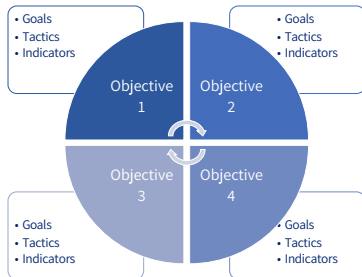 • Goals
• Tactics
• Indicators
• Goals
• Tactics
• Indicators
Objective
1
Objective
2
Objective
3
Objective
4
• Goals
• Tactics
• Indicators
• Goals
• Tactics
• Indicators